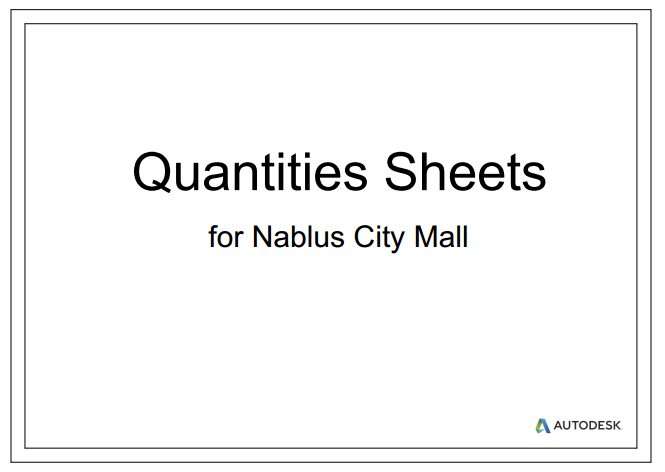 Quantities Sheets
for Nablus City Mall
AUTODESK